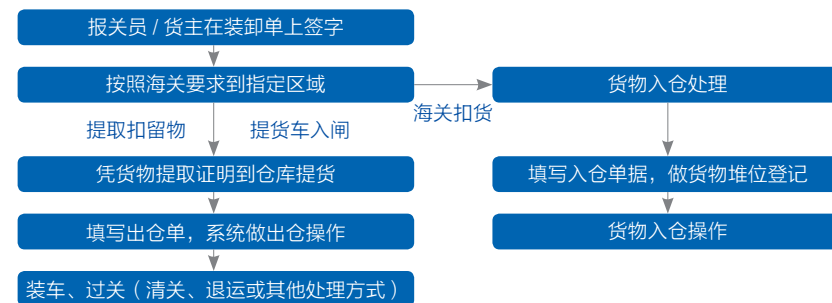 报关员 / 货主在装卸单上签字
按照海关要求到指定区域
货物入仓处理
海关扣货
提取扣留物
提货车入闸
凭货物提取证明到仓库提货
填写入仓单据，做货物堆位登记
填写出仓单，系统做出仓操作
货物入仓操作
装车、过关（清关、退运或其他处理方式）